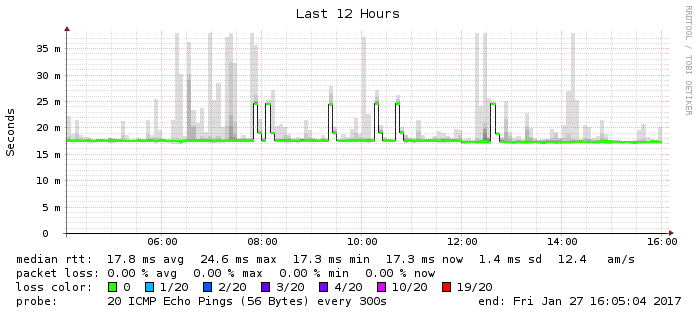 Last 12 Hours
RRDTOOL / TOBI OETIKER
Seconds
35 m
30 m
25 m
20 m
15 m
10 m
5 m
0
06:00 08:00 10:00 12:00 14:00 16:00
median rtt: 17.8 ms avg 24.6 ms max 17.3 ms min 17.3 ms now 1.4 ms sd 12.4 am/s
packet loss: 0.00 % avg 0.00 % max 0.00 % min 0.00 % now
loss color: 0 1/20 2/20 3/20 4/20 10/20 19/20
probe: 20 ICMP Echo Pings (56 Bytes) every 300s end: Fri Jan 27 16:05:04 2017